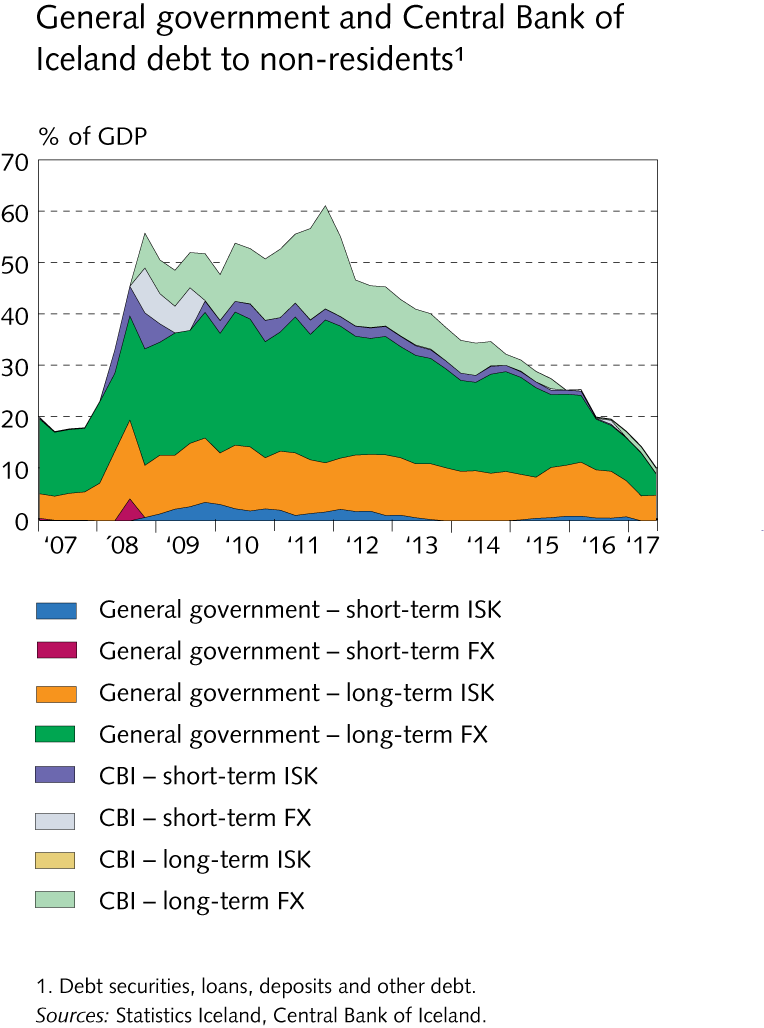 General government and Central Bank of
Iceland debt to non-residents¹
% of GDP
70
60
50
40
30
20
10
0
‘07 ´08 ‘09 ‘10 ‘11 ‘12 ‘13 ‘14 ‘15 ‘16 ‘17
General government – short-term ISK
General government – short-term FX
General government – long-term ISK
General government – long-term FX
CBI – short-term ISK
CBI – short-term FX
CBI – long-term ISK
CBI – long-term FX
1. Debt securities, loans, deposits and other debt.
Sources: Statistics Iceland, Central Bank of Iceland.